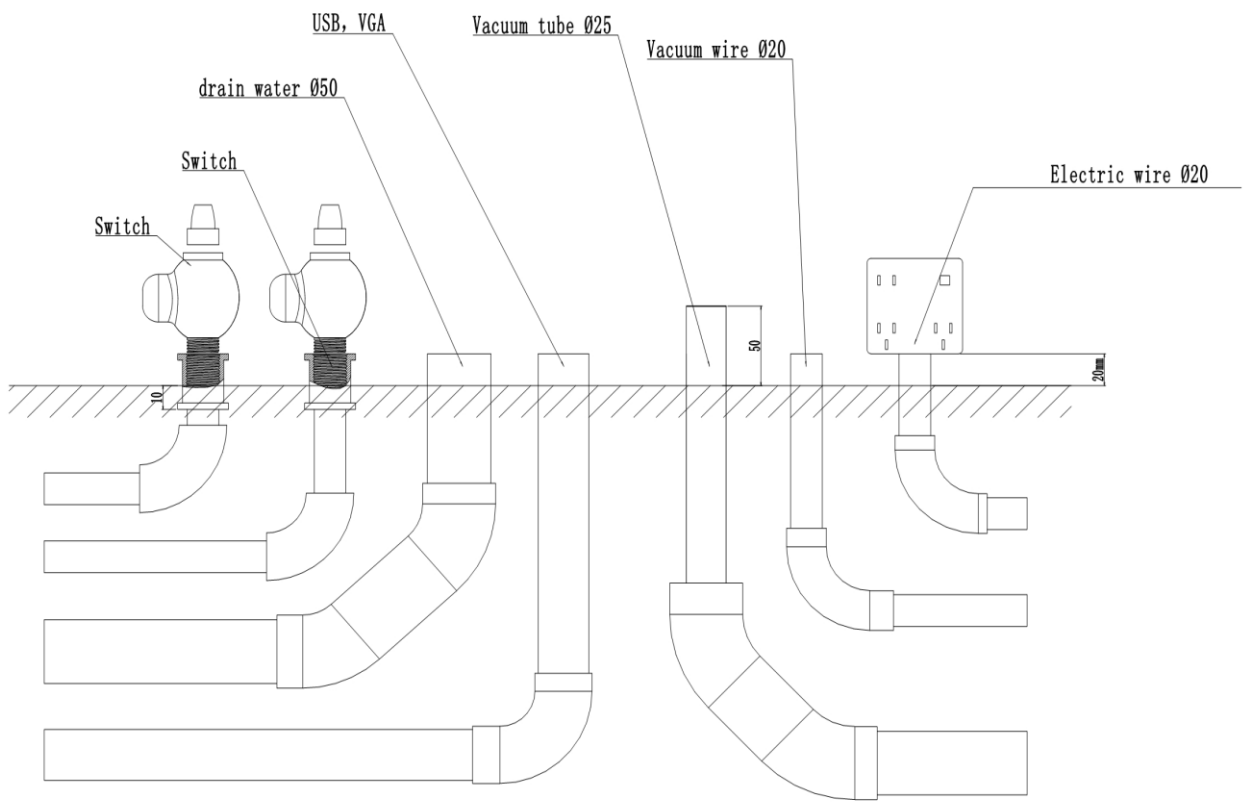 USB, VGA
Vacuum tube Ø25
Vacuum wire Ø20
drain water Ø50
Switch
Electric wire Ø20
Switch
50
20mm
10